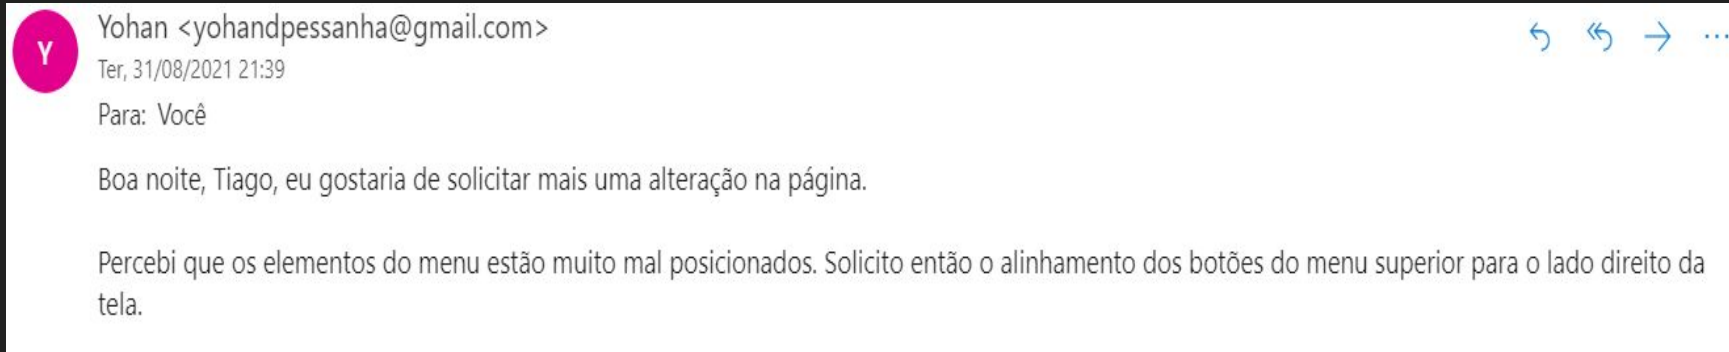 Y
Yohan <yohandpessanha@gmail.com>
Ter, 31/08/2021 21:39
Para: Você
Boa noite, Tiago, eu gostaria de solicitar mais uma alteração na página.
Percebi que os elementos do menu estão muito mal posicionados. Solicito então o alinhamento dos botões do menu superior para o lado direito da
tela.